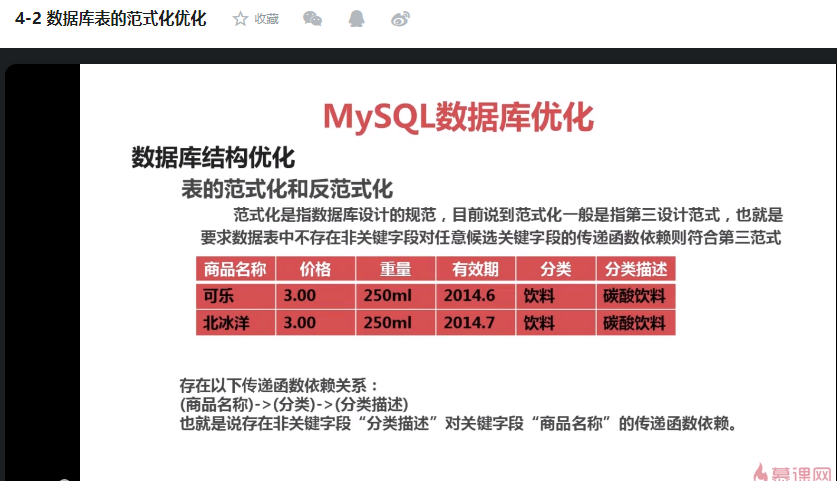 4-2 数据库表的范式化优化 收藏
MySQL数据库优化
数据库结构优化
表的范式化和反范式化
范式化是指数据库设计的规范，目前说到范式化一般是指第三设计范式，也就是
要求数据表中不存在非关键字段对任意候选关键字段的传递函数依赖则符合第三范式
商品名称 价格 重量 有效期 分类 分类描述
可乐 3.00 250ml 2014.6 饮料 碳酸饮料
北冰洋 3.00 250ml 2014.7 饮料 碳酸饮料
存在以下传递函数依赖关系：
(商品名称)->(分类)->(分类描述)
也就是说存在非关键字段“分类描述”对关键字段“商品名称”的传递函数依赖。
慕课网